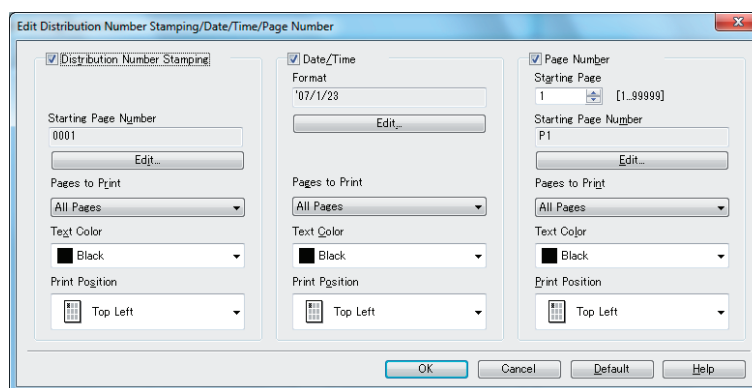 Edit Distribution Number Stamping/Date/Time/Page Number
Distribution Number Stamping
Starting Page Number
0001
Edit...
Pages to Print
All Pages
Text Color
Black
Print Position
Top Left
Date/Time
Format
'07/1/23
Edit...
Pages to Print
All Pages
Text Color
Black
Print Position
Top Left
Page Number
Starting Page
1 [1..99999]
Starting Page Number
P1
Edit...
Pages to Print
All Pages
Text Color
Black
Print Position
Top Left
OK Cancel Default Help